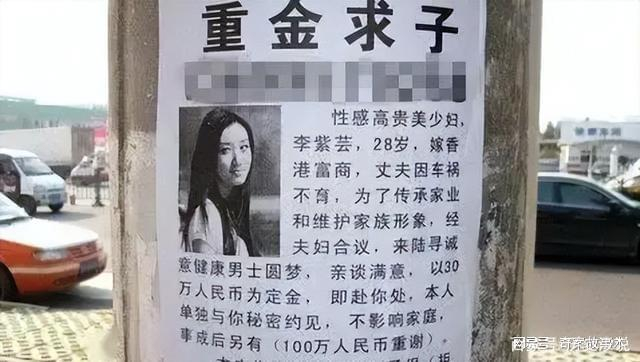 重金求子
性感高贵美少妇,
李紫芸,28岁,嫁香
港富商,丈夫因车祸
不育,为了传承家业
和维护家族形象,经
夫妇合议,来陆寻诚
意健康男士圆梦,亲谈满意,以30
万人民币为定金,即赴你处,本人
单独与你秘密约见,不影响家庭,
事成后另有(100万人民币重谢)。
搜狐号@奇案故事悦